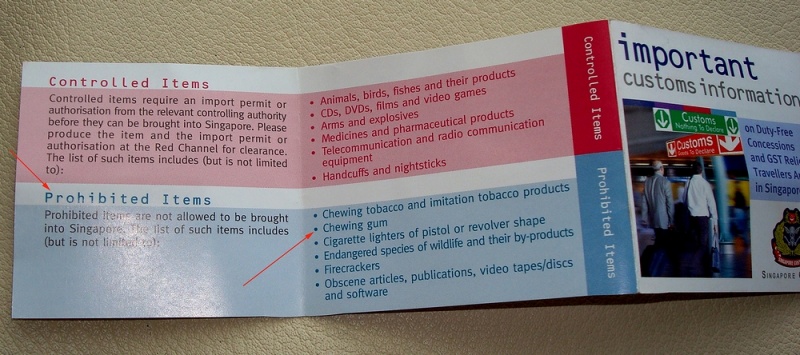 Controlled Items
Controlled items require an import permit or
authorisation from the relevant controlling authority
before they can be brought into Singapore. Please
produce the item and the import permit or
authorisation at the Red Channel for clearance.
The list of such items includes (but is not limited
to):
• Animals, birds, fishes and their products
• CDs, DVDs, films and video games
• Arms and explosives
• Medicines and pharmaceutical products
• Telecommunication and radio communication
equipment
• Handcuffs and nightsticks
Controlled Items
Prohibited Items
Prohibited items are not allowed to be brought
into Singapore. The list of such items includes
(but is not limited to):
• Chewing tobacco and imitation tobacco products
• Chewing gum
• Cigarette lighters of pistol or revolver shape
• Endangered species of wildlife and their by-products
• Firecrackers
• Obscene articles, publications, video tapes/discs
and software
Prohibited Items
important
customs information
Customs
Nothing To Declare
Customs
Goods To Declare
on Duty-Free
Concessions
and GST
Travellers
in Singapore
SINGAPORE